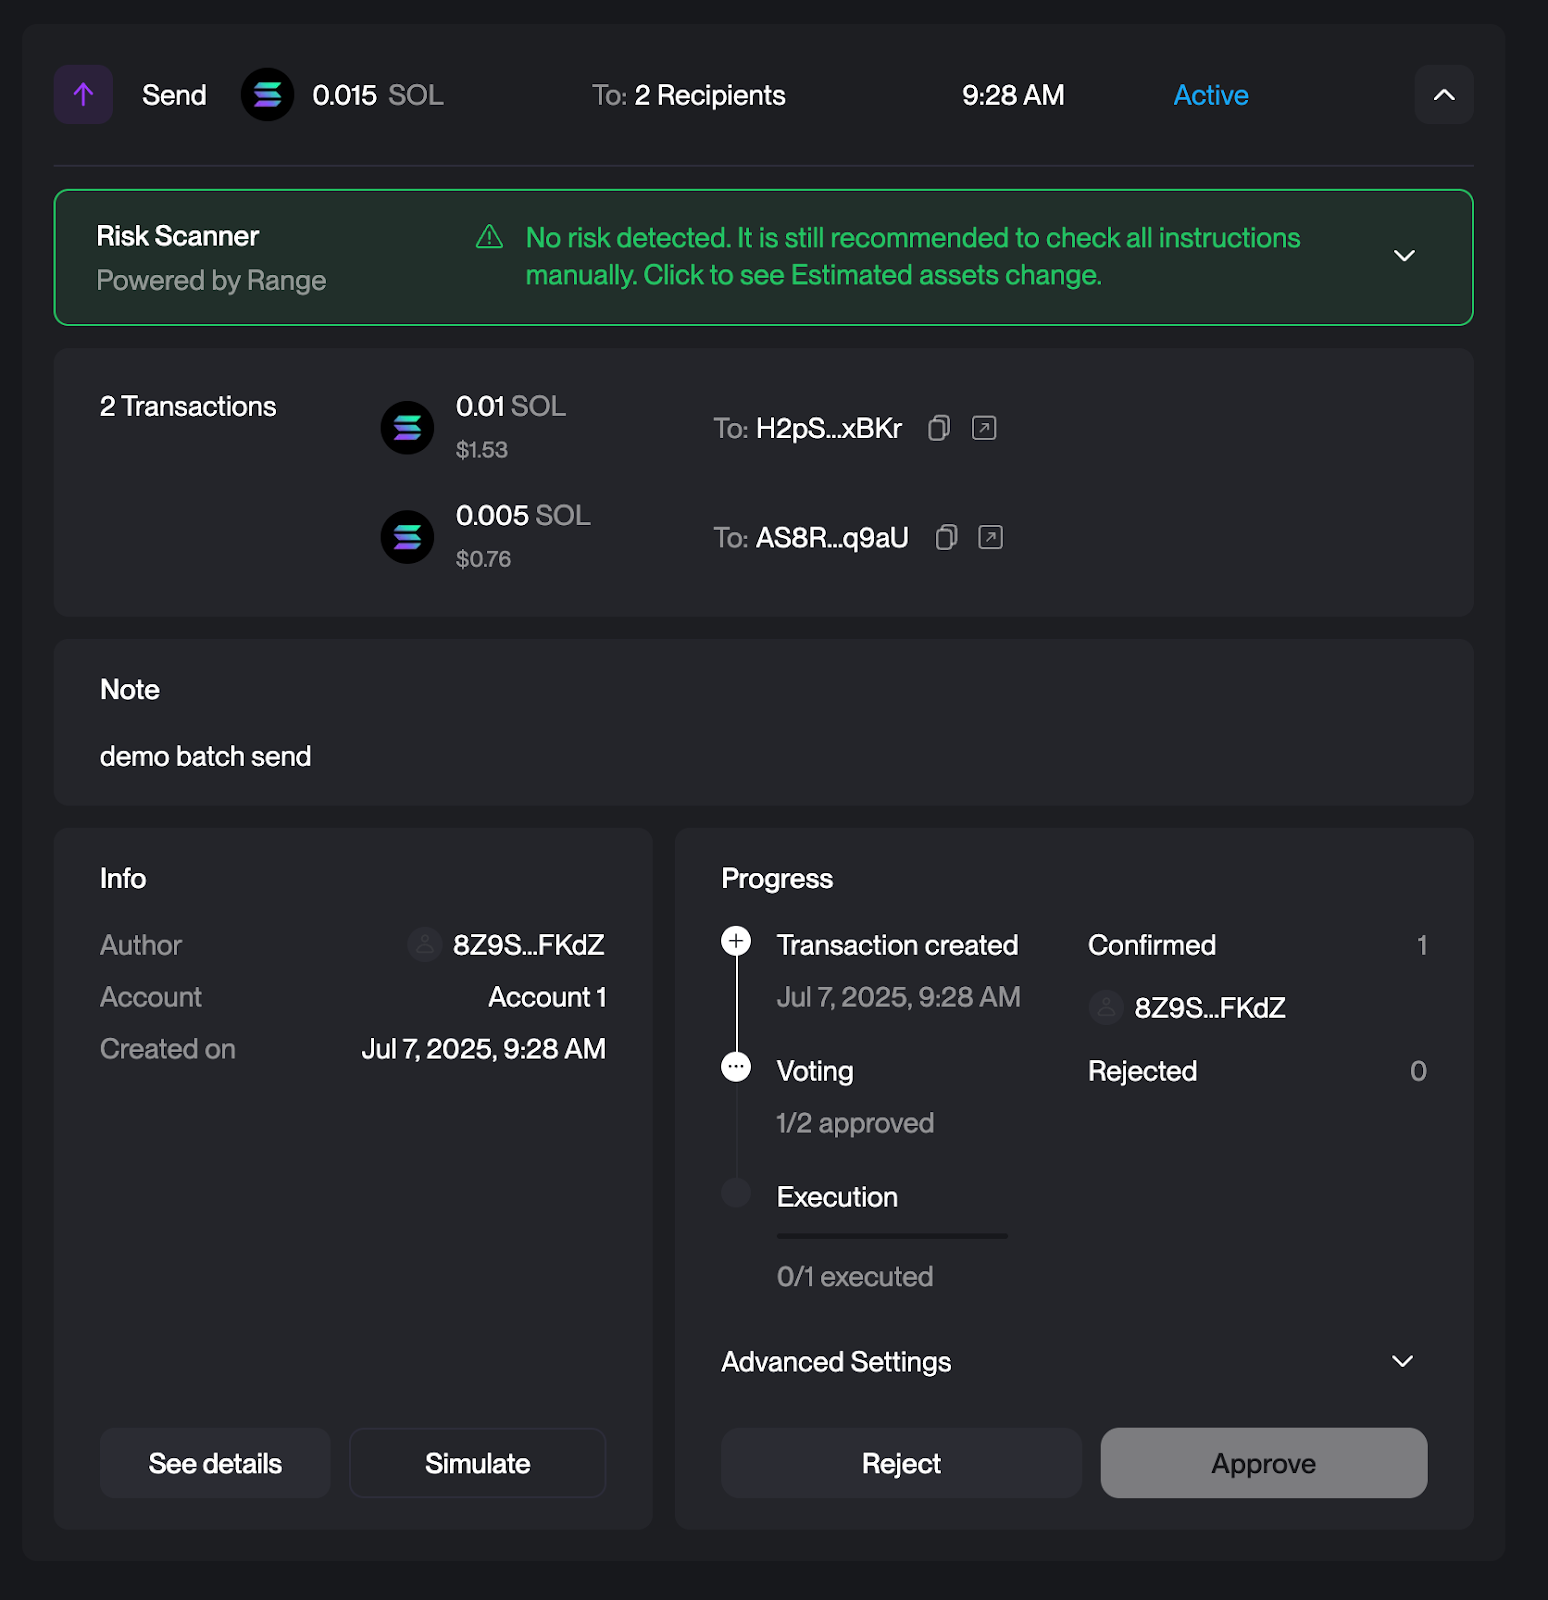 Send 0.015 SOL To: 2 Recipients 9:28 AM Active
Risk Scanner
Powered by Range
No risk detected. It is still recommended to check all instructions
manually. Click to see Estimated assets change.
2 Transactions
0.01 SOL
$1.53
To: H2pS...xBKr
0.005 SOL
$0.76
To: AS8R...q9aU
Note
demo batch send
Info
Author 8Z9S...FKdZ
Account Account 1
Created on Jul 7, 2025, 9:28 AM
See details
Simulate
Progress
Transaction created
Jul 7, 2025, 9:28 AM
Confirmed 1
8Z9S...FKdZ
Voting
1/2 approved
Rejected 0
Execution
0/1 executed
Advanced Settings
Reject
Approve